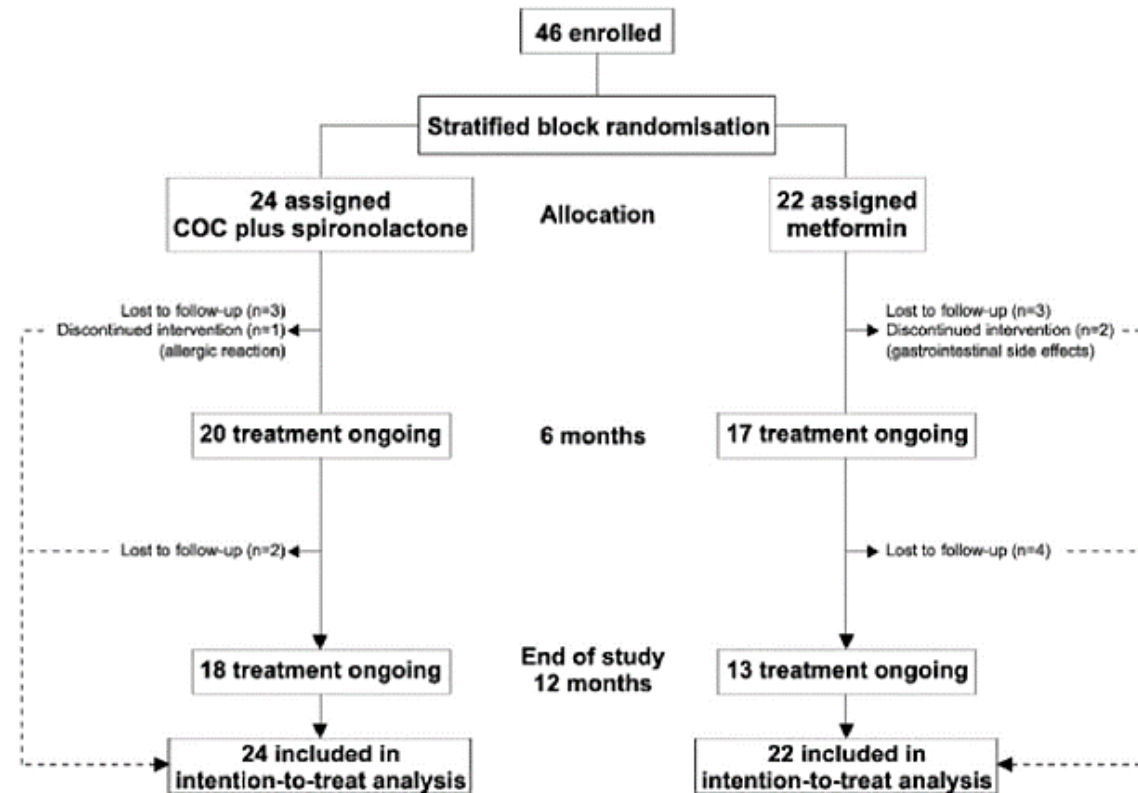 46 enrolled
Stratified block randomisation
24 assigned
COC plus spironolactone
Allocation
22 assigned
metformin
Lost to follow-up (n=3)
Discontinued intervention (n=1)
(allergic reaction)
Lost to follow-up (n=3)
Discontinued intervention (n=2)
(gastrointestinal side effects)
20 treatment ongoing
6 months
17 treatment ongoing
Lost to follow-up (n=2)
Lost to follow-up (n=4)
18 treatment ongoing
End of study
12 months
13 treatment ongoing
24 included in
intention-to-treat analysis
22 included in
intention-to-treat analysis